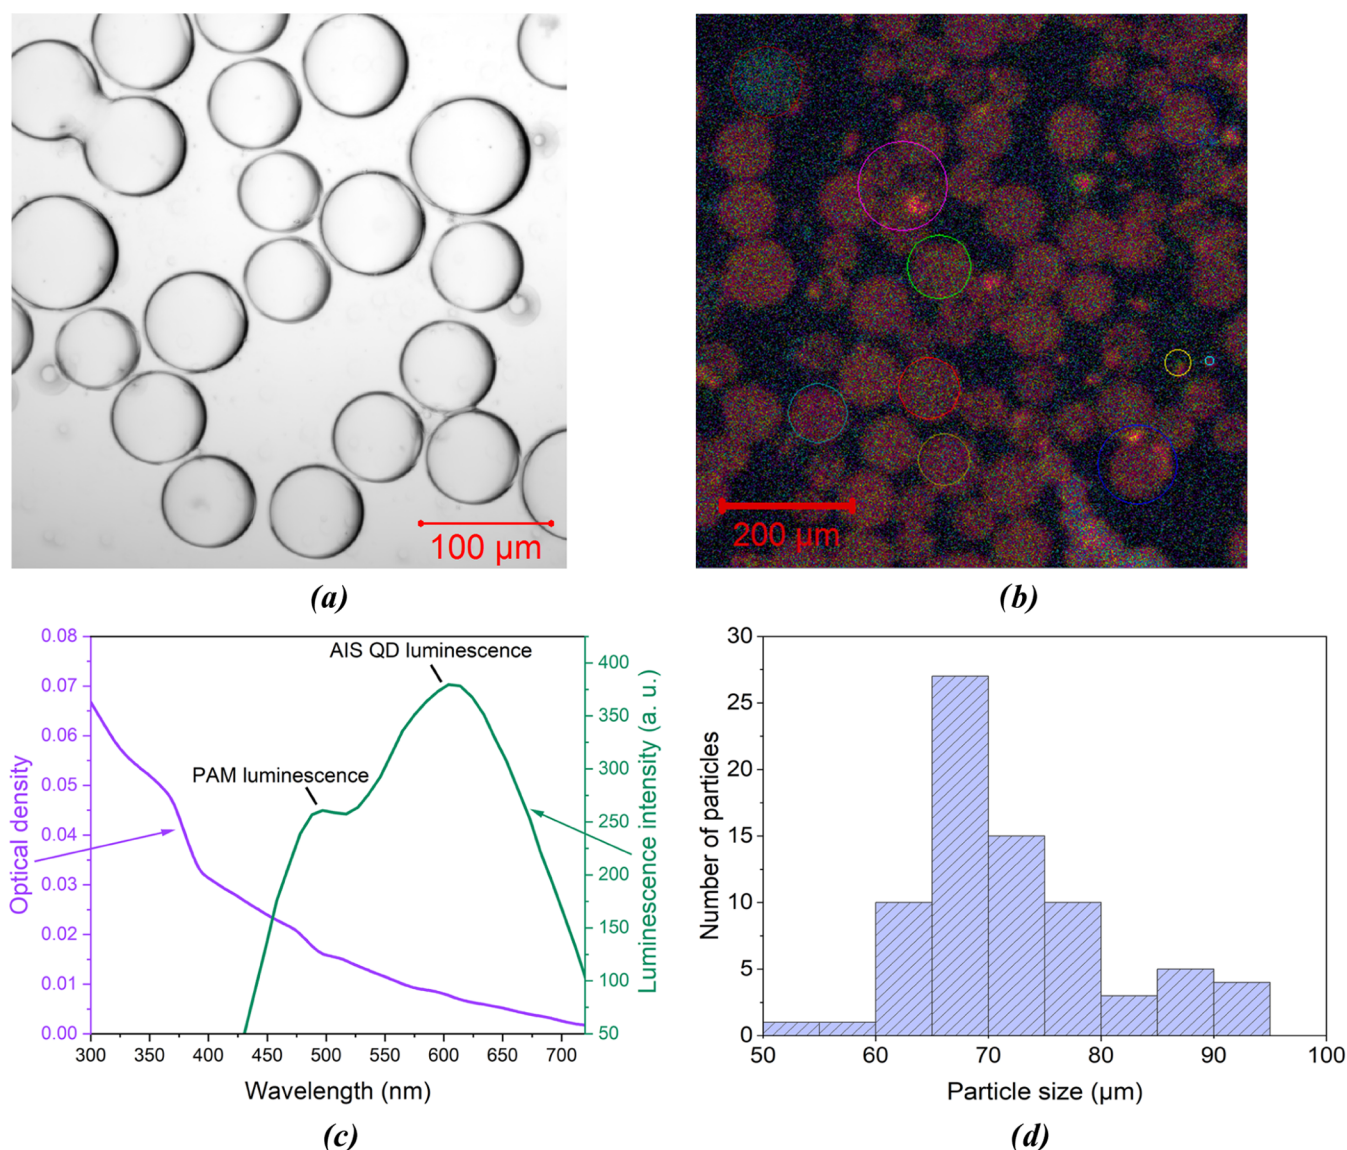 100 µm
200 µm
(a)
(b)
0.08
0.07
0.06
0.05
0.04
0.03
0.02
0.01
0.00
Optical density
AIS QD luminescence
PAM luminescence
400
350
300
250
200
150
100
50
Luminescence intensity (a. u.)
300 350 400 450 500 550 600 650 700
Wavelength (nm)
(c)
30
25
20
15
10
5
0
Number of particles
50 60 70 80 90 100
Particle size (µm)
(d)